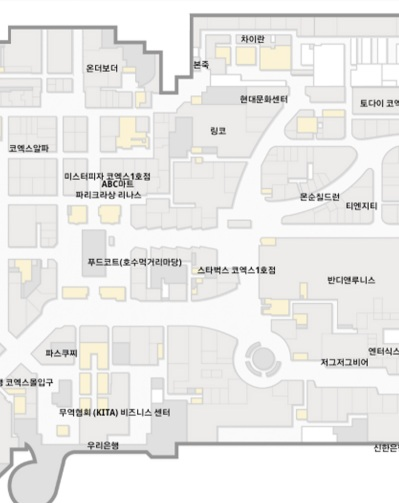 차이란
본죽
온더보더
현대문화센터
토다이 코엑
링코
코엑스알파
미스터피자 코엑스1호점
ABC마트
파리크라상 리나스
몬순칠드런
티엔지티
푸드코트(호수먹거리마당)
스타벅스 코엑스1호점
반디앤루니스
파스쿠찌
엔터식스
저그저그비어
코엑스몰입구
무역협회 (KITA) 비즈니스 센터
우리은행
신한은